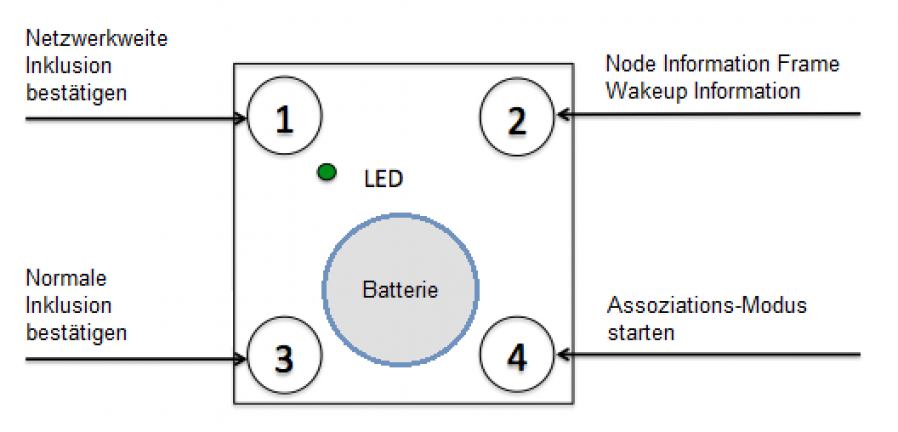 Netzwerkweite
Inklusion
bestätigen
Node Information Frame
Wakeup Information
1
2
LED
Normale
Inklusion
bestätigen
Batterie
Assoziations-Modus
starten
3
4